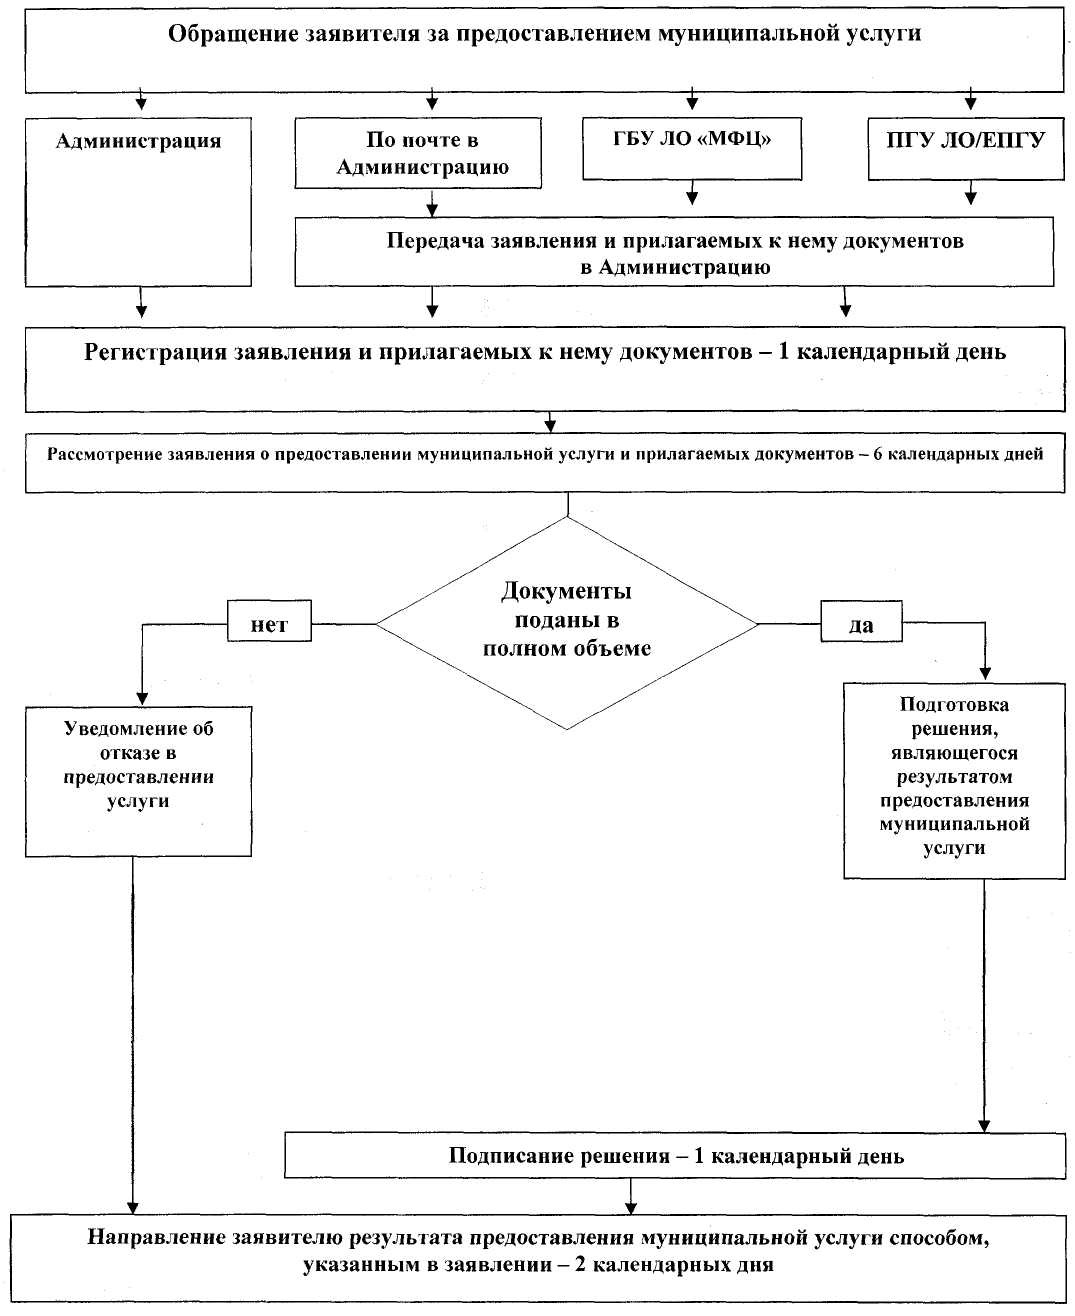 Обращение заявителя за предоставлением муниципальной услуги
Администрация
По почте в
Администрацию
ГБУ ЛО «МФЦ»
ПГУ ЛО/ЕПГУ
Передача заявления и прилагаемых к нему документов
в Администрацию
Регистрация заявления и прилагаемых к нему документов – 1 календарный день
Рассмотрение заявления о предоставлении муниципальной услуги и прилагаемых документов – 6 календарных дней
Документы
поданы в
полном объеме
нет
да
Уведомление об
отказе в
предоставлении
услуги
Подготовка
решения,
являющегося
результатом
предоставления
муниципальной
услуги
Подписание решения – 1 календарный день
Направление заявителю результата предоставления муниципальной услуги способом,
указанным в заявлении – 2 календарных дня